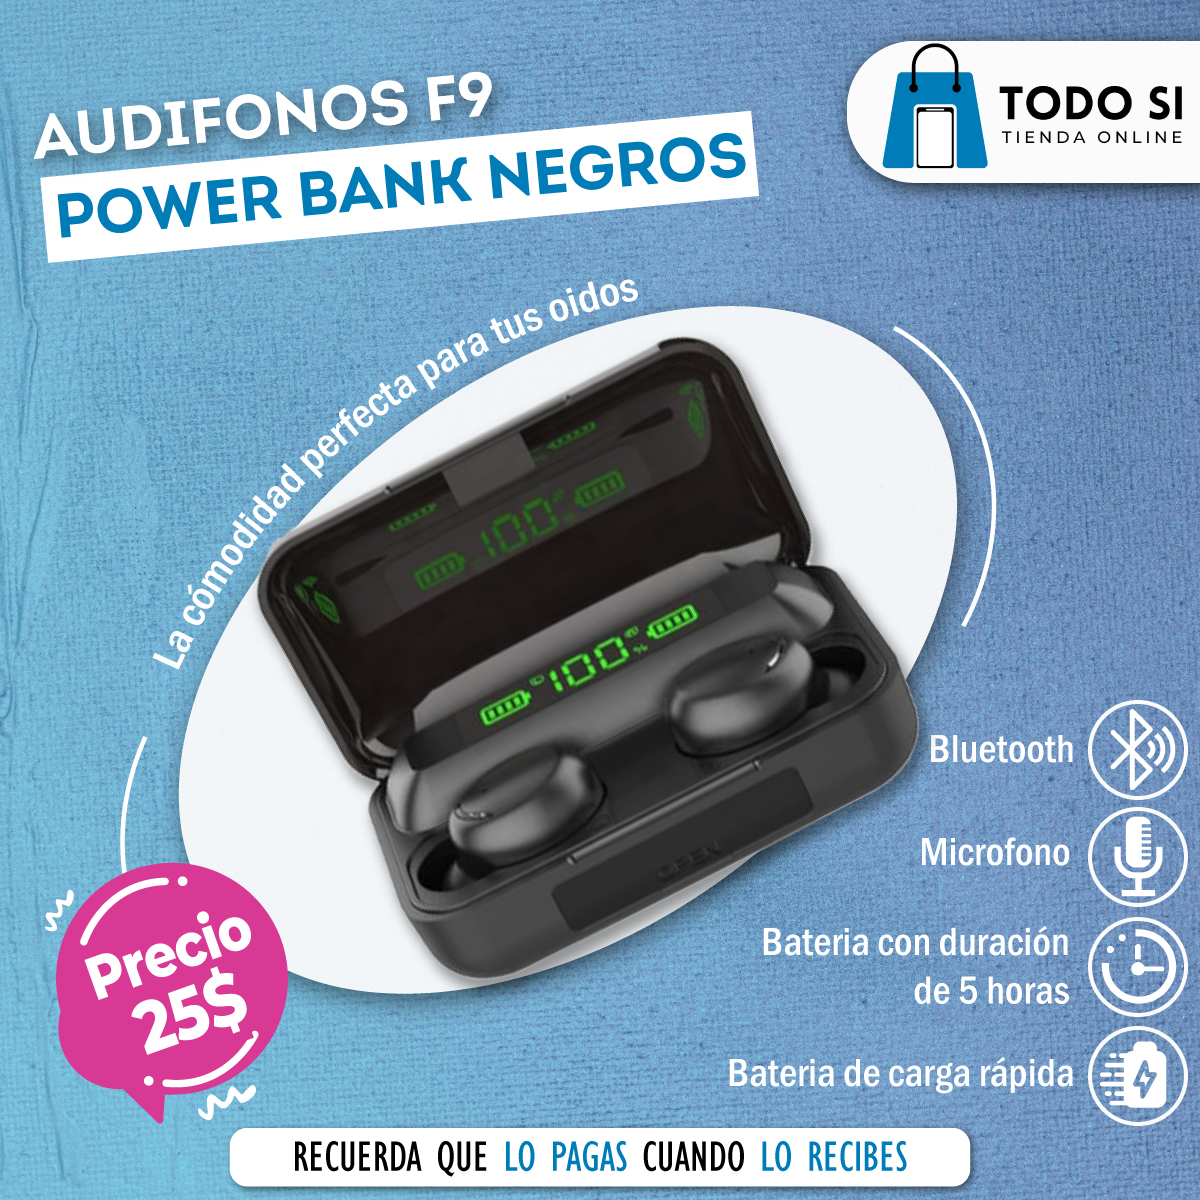 AUDIFONOS F9
POWER BANK NEGROS
TODO SI
TIENDA ONLINE
La cómodidad perfecta para tus oidos
100%
100%
OPEN
Bluetooth
Microfono
Bateria con duración
de 5 horas
Bateria de carga rápida
Precio
25$
RECUERDA QUE LO PAGAS CUANDO LO RECIBES